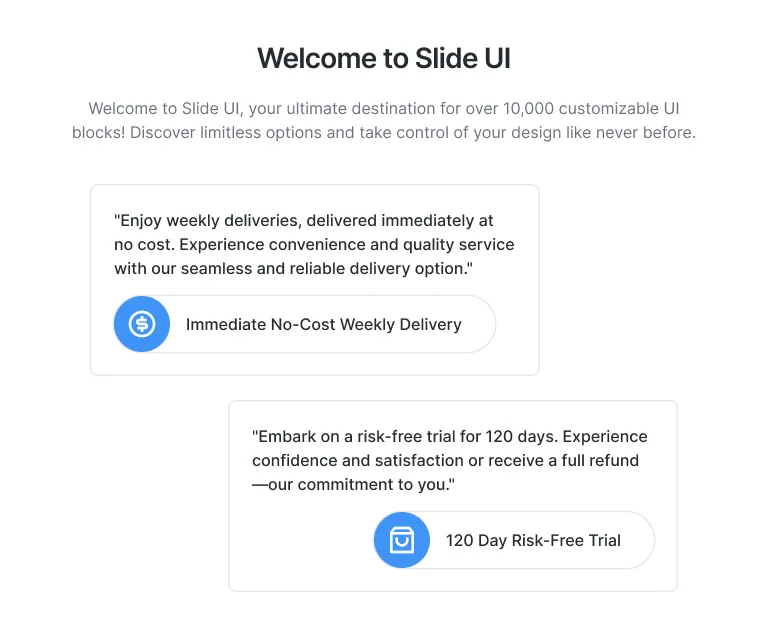 Welcome to Slide UI
Welcome to Slide UI, your ultimate destination for over 10,000 customizable UI
blocks! Discover limitless options and take control of your design like never before.
"Enjoy weekly deliveries, delivered immediately at
no cost. Experience convenience and quality service
with our seamless and reliable delivery option."
Immediate No-Cost Weekly Delivery
"Embark on a risk-free trial for 120 days. Experience
confidence and satisfaction or receive a full refund
—our commitment to you."
120 Day Risk-Free Trial